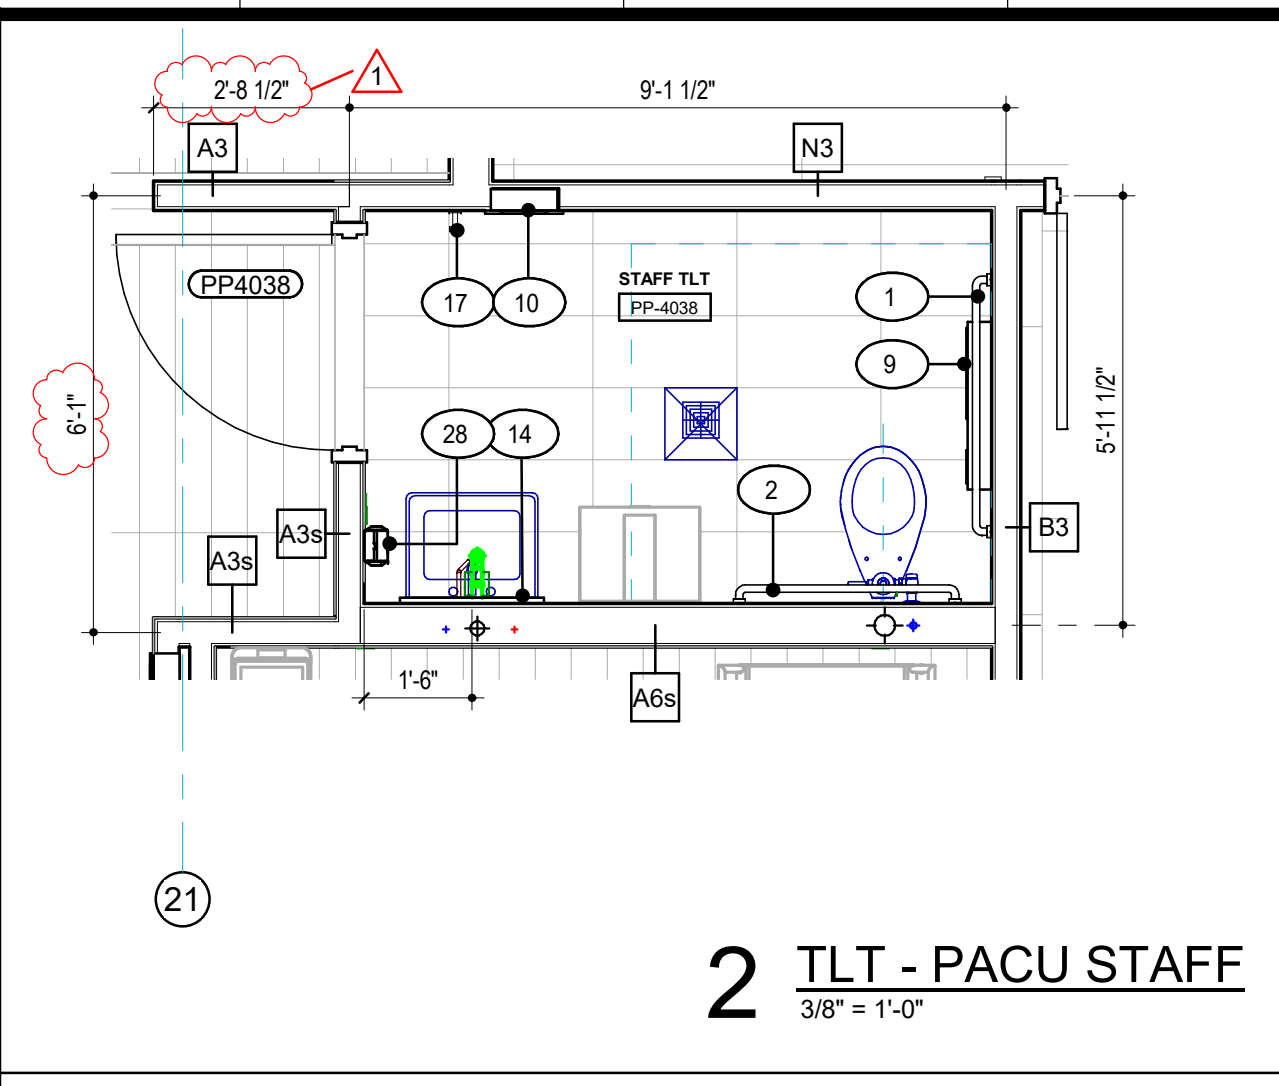 2'-8 1/2"
1
9'-1 1/2"
A3
N3
PP4038
17
10
STAFF TLT
PP-4038
1
9
6'-1"
5'-11 1/2"
28
14
2
A3s
A3s
B3
1'-6"
A6s
21
2 TLT - PACU STAFF
3/8" = 1'-0"